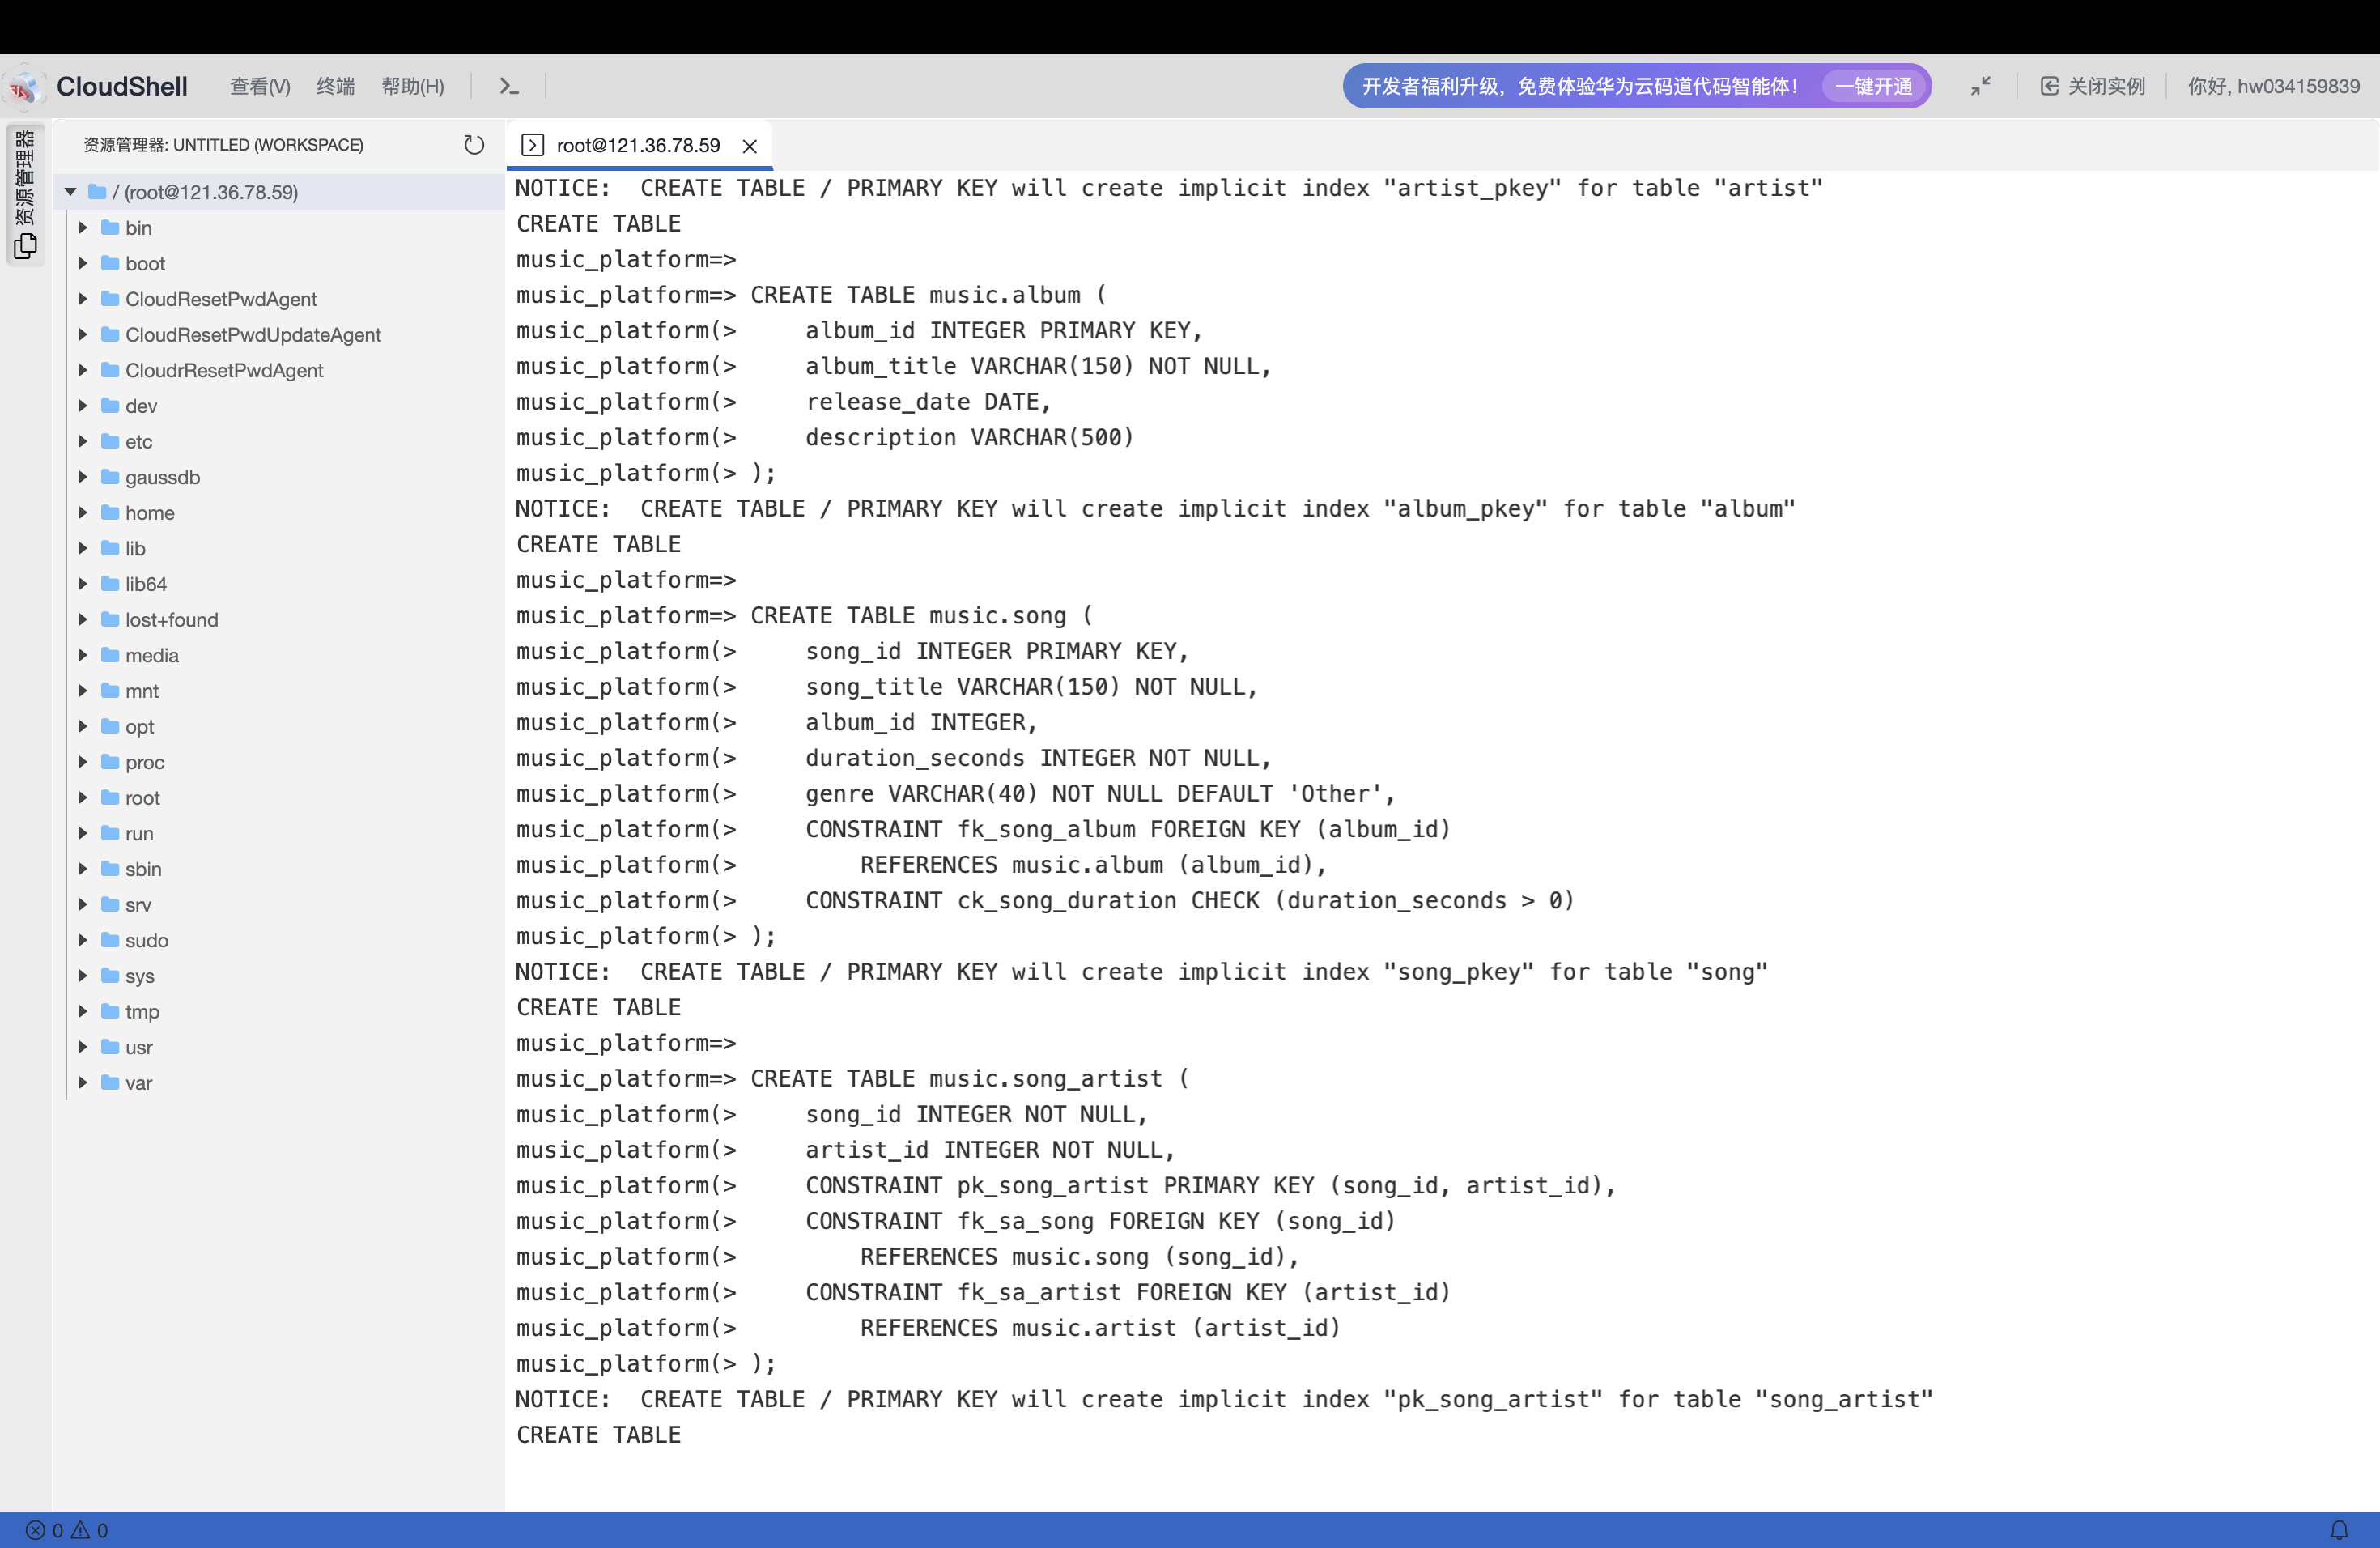 CloudShell 查看(V) 终端 帮助(H) 开发者福利升级，免费体验华为云码道代码智能体！ 一键开通 关闭实例 你好, hw034159839
资源管理器
资源管理器: UNTITLED (WORKSPACE)
/ (root@121.36.78.59)
bin
boot
CloudResetPwdAgent
CloudResetPwdUpdateAgent
CloudrResetPwdAgent
dev
etc
gaussdb
home
lib
lib64
lost+found
media
mnt
opt
proc
root
run
sbin
srv
sudo
sys
tmp
usr
var
root@121.36.78.59
NOTICE:  CREATE TABLE / PRIMARY KEY will create implicit index "artist_pkey" for table "artist"
CREATE TABLE
music_platform=>
music_platform=> CREATE TABLE music.album (
music_platform(>     album_id INTEGER PRIMARY KEY,
music_platform(>     album_title VARCHAR(150) NOT NULL,
music_platform(>     release_date DATE,
music_platform(>     description VARCHAR(500)
music_platform(> );
NOTICE:  CREATE TABLE / PRIMARY KEY will create implicit index "album_pkey" for table "album"
CREATE TABLE
music_platform=>
music_platform=> CREATE TABLE music.song (
music_platform(>     song_id INTEGER PRIMARY KEY,
music_platform(>     song_title VARCHAR(150) NOT NULL,
music_platform(>     album_id INTEGER,
music_platform(>     duration_seconds INTEGER NOT NULL,
music_platform(>     genre VARCHAR(40) NOT NULL DEFAULT 'Other',
music_platform(>     CONSTRAINT fk_song_album FOREIGN KEY (album_id)
music_platform(>         REFERENCES music.album (album_id),
music_platform(>     CONSTRAINT ck_song_duration CHECK (duration_seconds > 0)
music_platform(> );
NOTICE:  CREATE TABLE / PRIMARY KEY will create implicit index "song_pkey" for table "song"
CREATE TABLE
music_platform=>
music_platform=> CREATE TABLE music.song_artist (
music_platform(>     song_id INTEGER NOT NULL,
music_platform(>     artist_id INTEGER NOT NULL,
music_platform(>     CONSTRAINT pk_song_artist PRIMARY KEY (song_id, artist_id),
music_platform(>     CONSTRAINT fk_sa_song FOREIGN KEY (song_id)
music_platform(>         REFERENCES music.song (song_id),
music_platform(>     CONSTRAINT fk_sa_artist FOREIGN KEY (artist_id)
music_platform(>         REFERENCES music.artist (artist_id)
music_platform(> );
NOTICE:  CREATE TABLE / PRIMARY KEY will create implicit index "pk_song_artist" for table "song_artist"
CREATE TABLE
0 0